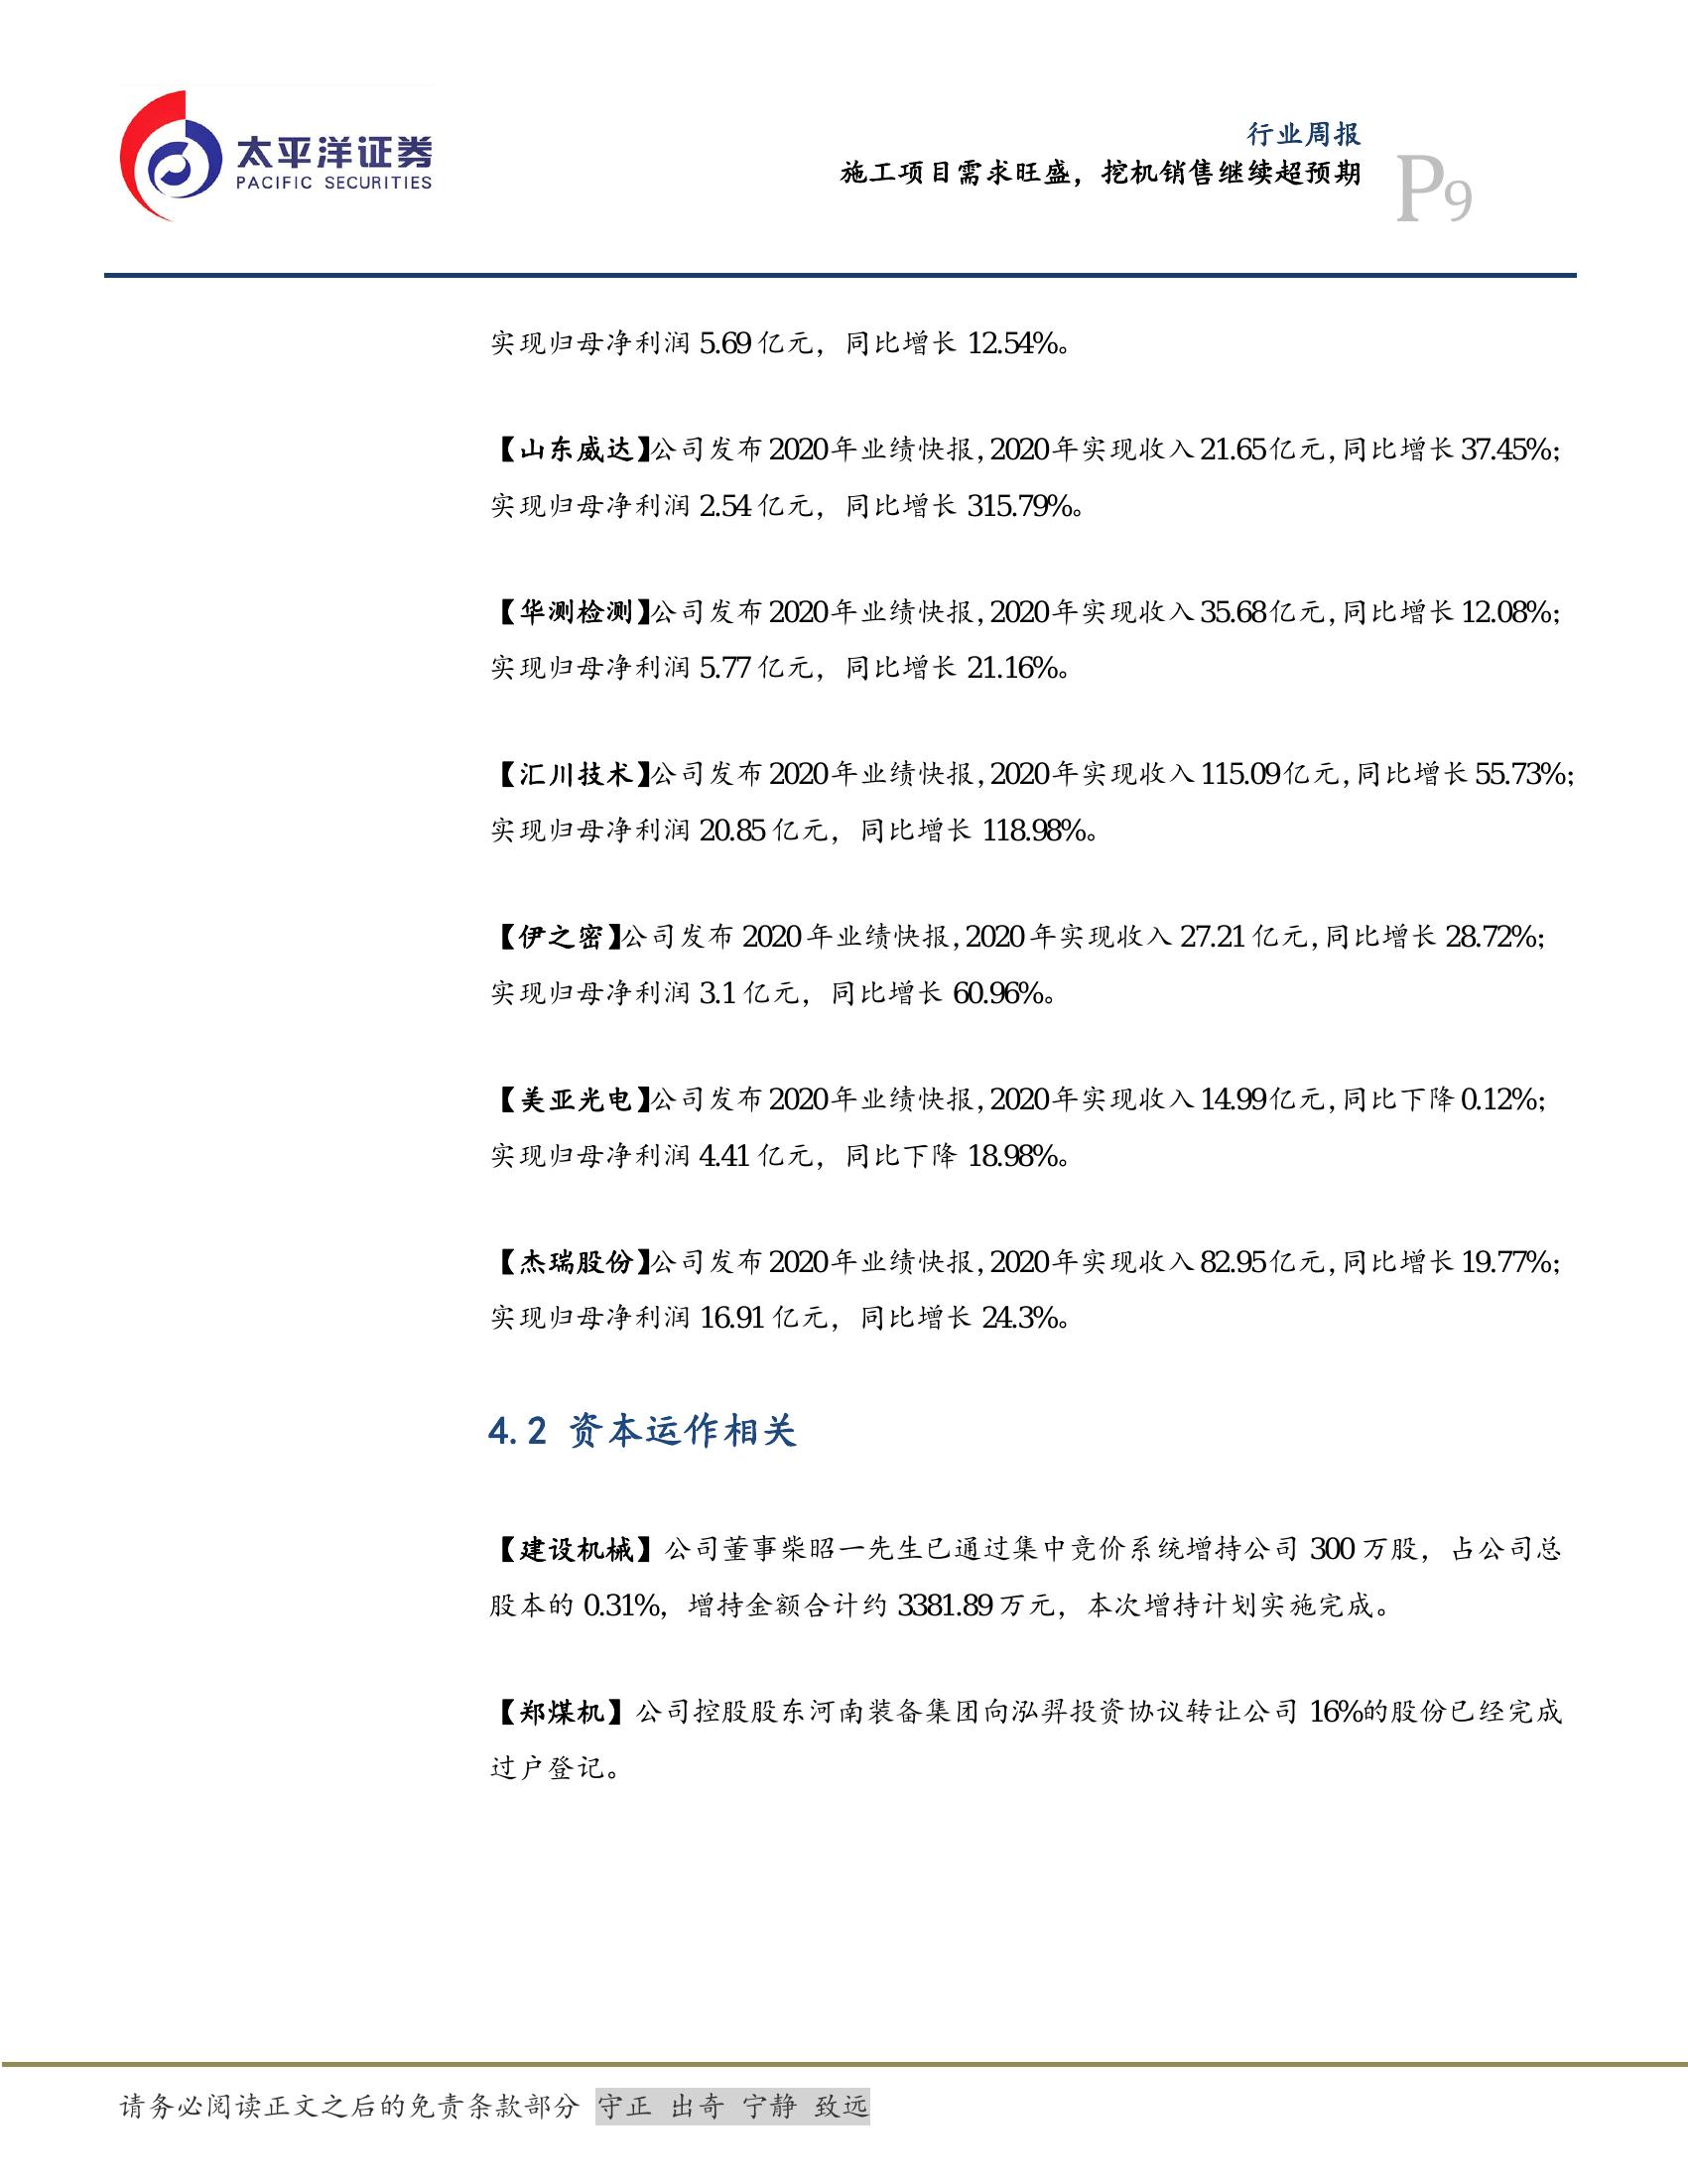 太平洋证券
PACIFIC SECURITIES
行业周报
施工项目需求旺盛，挖机销售继续超预期
P9
实现归母净利润 5.69 亿元，同比增长 12.54%。
【山东威达】公司发布 2020 年业绩快报，2020 年实现收入 21.65 亿元，同比增长 37.45%；
实现归母净利润 2.54 亿元，同比增长 315.79%。
【华测检测】公司发布 2020 年业绩快报，2020 年实现收入 35.68 亿元，同比增长 12.08%；
实现归母净利润 5.77 亿元，同比增长 21.16%。
【汇川技术】公司发布 2020 年业绩快报，2020 年实现收入 115.09 亿元，同比增长 55.73%；
实现归母净利润 20.85 亿元，同比增长 118.98%。
【伊之密】公司发布 2020 年业绩快报，2020 年实现收入 27.21 亿元，同比增长 28.72%；
实现归母净利润 3.1 亿元，同比增长 60.96%。
【美亚光电】公司发布 2020 年业绩快报，2020 年实现收入 14.99 亿元，同比下降 0.12%；
实现归母净利润 4.41 亿元，同比下降 18.98%。
【杰瑞股份】公司发布 2020 年业绩快报，2020 年实现收入 82.95 亿元，同比增长 19.77%；
实现归母净利润 16.91 亿元，同比增长 24.3%。
4.2 资本运作相关
【建设机械】公司董事柴昭一先生已通过集中竞价系统增持公司 300 万股，占公司总
股本的 0.31%，增持金额合计约 3381.89 万元，本次增持计划实施完成。
【郑煤机】公司控股股东河南装备集团向泓羿投资协议转让公司 16%的股份已经完成
过户登记。
请务必阅读正文之后的免责条款部分 守正 出奇 宁静 致远